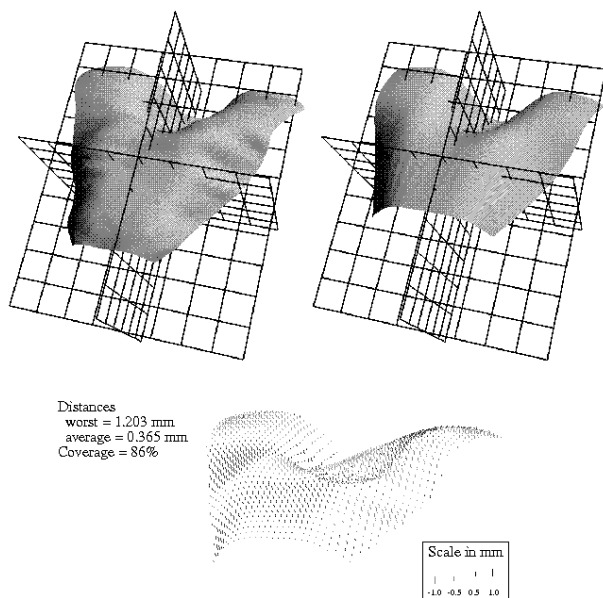 Distances
worst = 1.203 mm
average = 0.365 mm
Coverage = 86%
Scale in mm
-1.0 -0.5 0.5 1.0